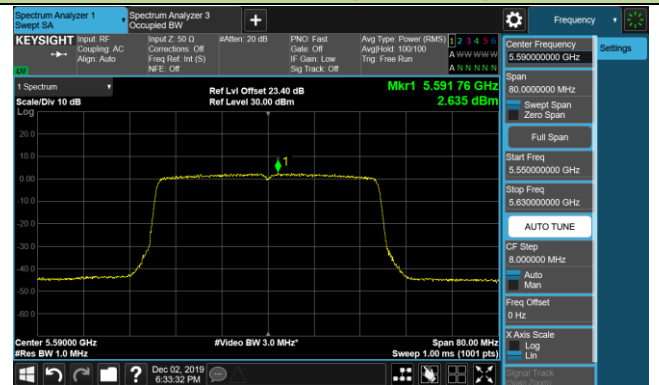 Spectrum Analyzer 1
Swept SA
Spectrum Analyzer 3
Occupied BW
Frequency
KEYSIGHT
Input: RF
Coupling: AC
Align: Auto
Input Z: 50 Ω
Corrections: Off
Freq Ref: Int (S)
NFE: Off
#Atten: 20 dB
PNO: Fast
Gate: Off
IF Gain: Low
Sig Track: Off
Avg Type: Power (RMS)
Avg|Hold: 100/100
Trig: Free Run
1 2 3 4 5 6
A W W W W W
A N N N N N
LXI
1 Spectrum
Scale/Div 10 dB
Log
Ref Lvl Offset 23.40 dB
Ref Level 30.00 dBm
Mkr1 5.591 76 GHz
2.635 dBm
20.0
10.0
0.00
-10.0
-20.0
-30.0
-40.0
-50.0
-60.0
1
Center 5.59000 GHz
#Res BW 1.0 MHz
#Video BW 3.0 MHz*
Span 80.00 MHz
Sweep 1.00 ms (1001 pts)
Dec 02, 2019
6:33:32 PM
Center Frequency
5.590000000 GHz
Span
80.0000000 MHz
Swept Span
Zero Span
Full Span
Start Freq
5.550000000 GHz
Stop Freq
5.630000000 GHz
AUTO TUNE
CF Step
8.000000 MHz
Auto
Man
Freq Offset
0 Hz
X Axis Scale
Log
Lin
Signal Track
(Span Zoom)
Settings